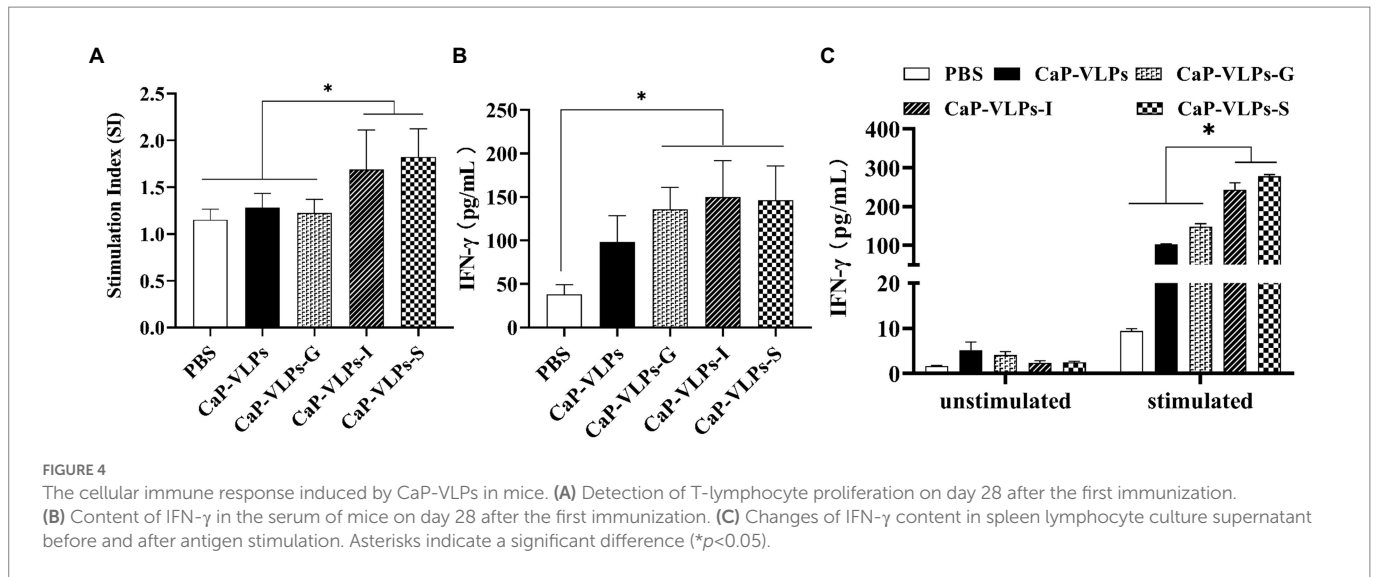 A
*
Stimulation Index (SI)
2.5
2.0
1.5
1.0
0.5
0.0
PBS
CaP-VLPs
CaP-VLPs-G
CaP-VLPs-I
CaP-VLPs-S
B
*
IFN-γ (pg/mL)
250
200
150
100
50
0
PBS
CaP-VLPs
CaP-VLPs-G
CaP-VLPs-I
CaP-VLPs-S
C
PBS CaP-VLPs CaP-VLPs-G
CaP-VLPs-I CaP-VLPs-S
*
IFN-γ (pg/mL)
400
300
200
100
20
10
0
unstimulated stimulated
FIGURE 4
The cellular immune response induced by CaP-VLPs in mice. (A) Detection of T-lymphocyte proliferation on day 28 after the first immunization.
(B) Content of IFN-γ in the serum of mice on day 28 after the first immunization. (C) Changes of IFN-γ content in spleen lymphocyte culture supernatant
before and after antigen stimulation. Asterisks indicate a significant difference (*p<0.05).